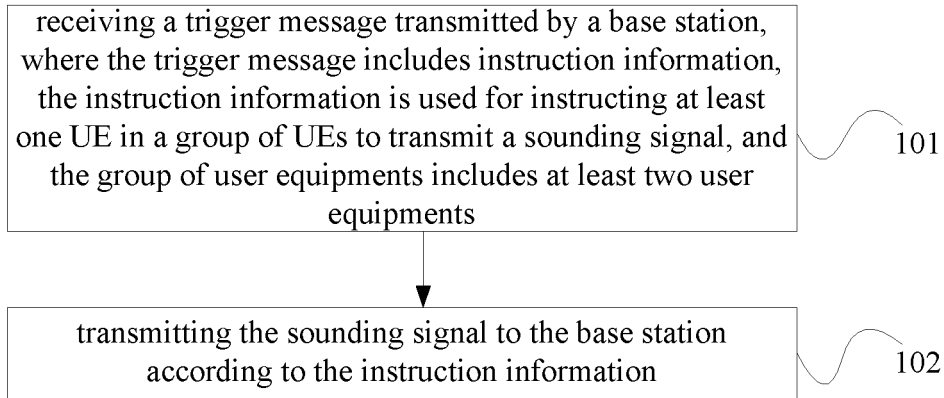 receiving a trigger message transmitted by a base station,
where the trigger message includes instruction information,
the instruction information is used for instructing at least
one UE in a group of UEs to transmit a sounding signal, and
the group of user equipments includes at least two user
equipments
101
transmitting the sounding signal to the base station
according to the instruction information
102